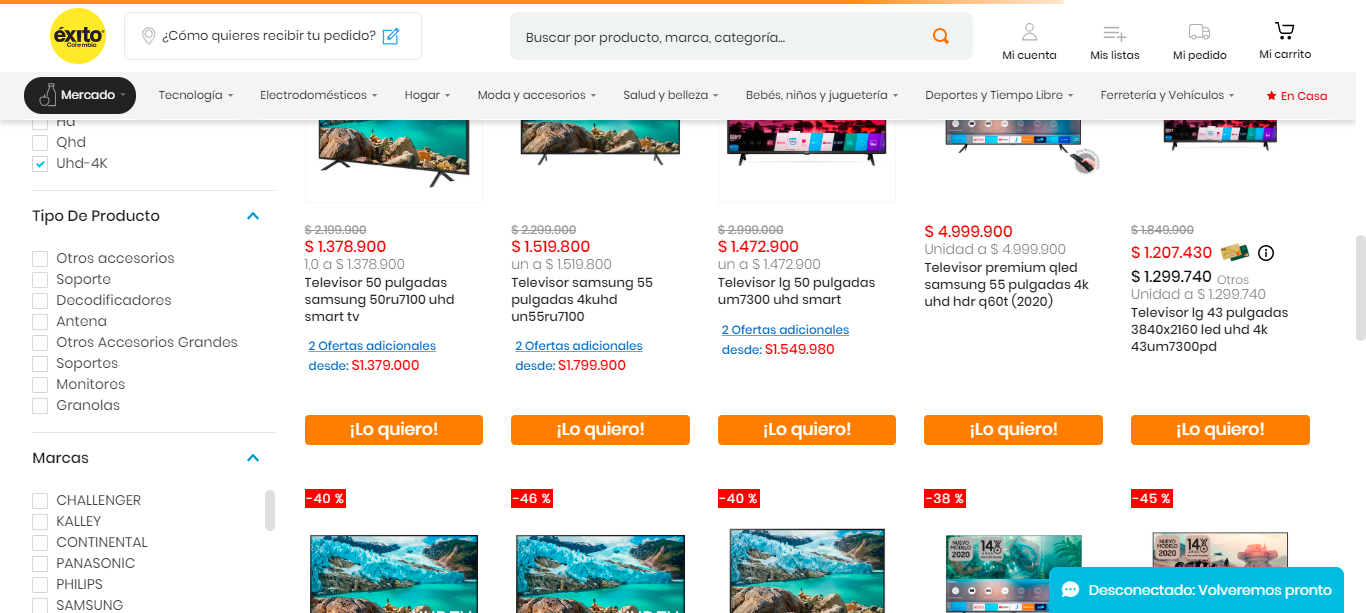 éxito
Colombia
¿Cómo quieres recibir tu pedido?
Buscar por producto, marca, categoría...
Mi cuenta
Mis listas
Mi pedido
Mi carrito
Mercado
Tecnología
Electrodomésticos
Hogar
Moda y accesorios
Salud y belleza
Bebés, niños y juguetería
Deportes y Tiempo Libre
Ferretería y Vehículos
En Casa
Hd
Qhd
Uhd-4K
Tipo De Producto
Otros accesorios
Soporte
Decodificadores
Antena
Otros Accesorios Grandes
Soportes
Monitores
Granolas
Marcas
CHALLENGER
KALLEY
CONTINENTAL
PANASONIC
PHILIPS
SAMSUNG
$ 2.199.900
$ 1.378.900
1,0 a $ 1.378.900
Televisor 50 pulgadas
samsung 50ru7100 uhd
smart tv
2 Ofertas adicionales
desde: $1.379.000
¡Lo quiero!
$ 2.299.900
$ 1.519.800
un a $ 1.519.800
Televisor samsung 55
pulgadas 4kuhd
un55ru7100
2 Ofertas adicionales
desde: $1.799.900
¡Lo quiero!
$ 2.999.000
$ 1.472.900
un a $ 1.472.900
Televisor lg 50 pulgadas
um7300 uhd smart
2 Ofertas adicionales
desde: $1.549.980
¡Lo quiero!
$ 4.999.900
Unidad a $ 4.999.900
Televisor premium qled
samsung 55 pulgadas 4k
uhd hdr q60t (2020)
¡Lo quiero!
$ 1.849.900
$ 1.207.430
$ 1.299.740 Otros
Unidad a $ 1.299.740
Televisor lg 43 pulgadas
3840x2160 led uhd 4k
43um7300pd
¡Lo quiero!
-40 %
-46 %
-40 %
-38 %
-45 %
NUEVO
MODELO
2020
14
NUEVO
MODELO
2020
14
Desconectado: Volveremos pronto